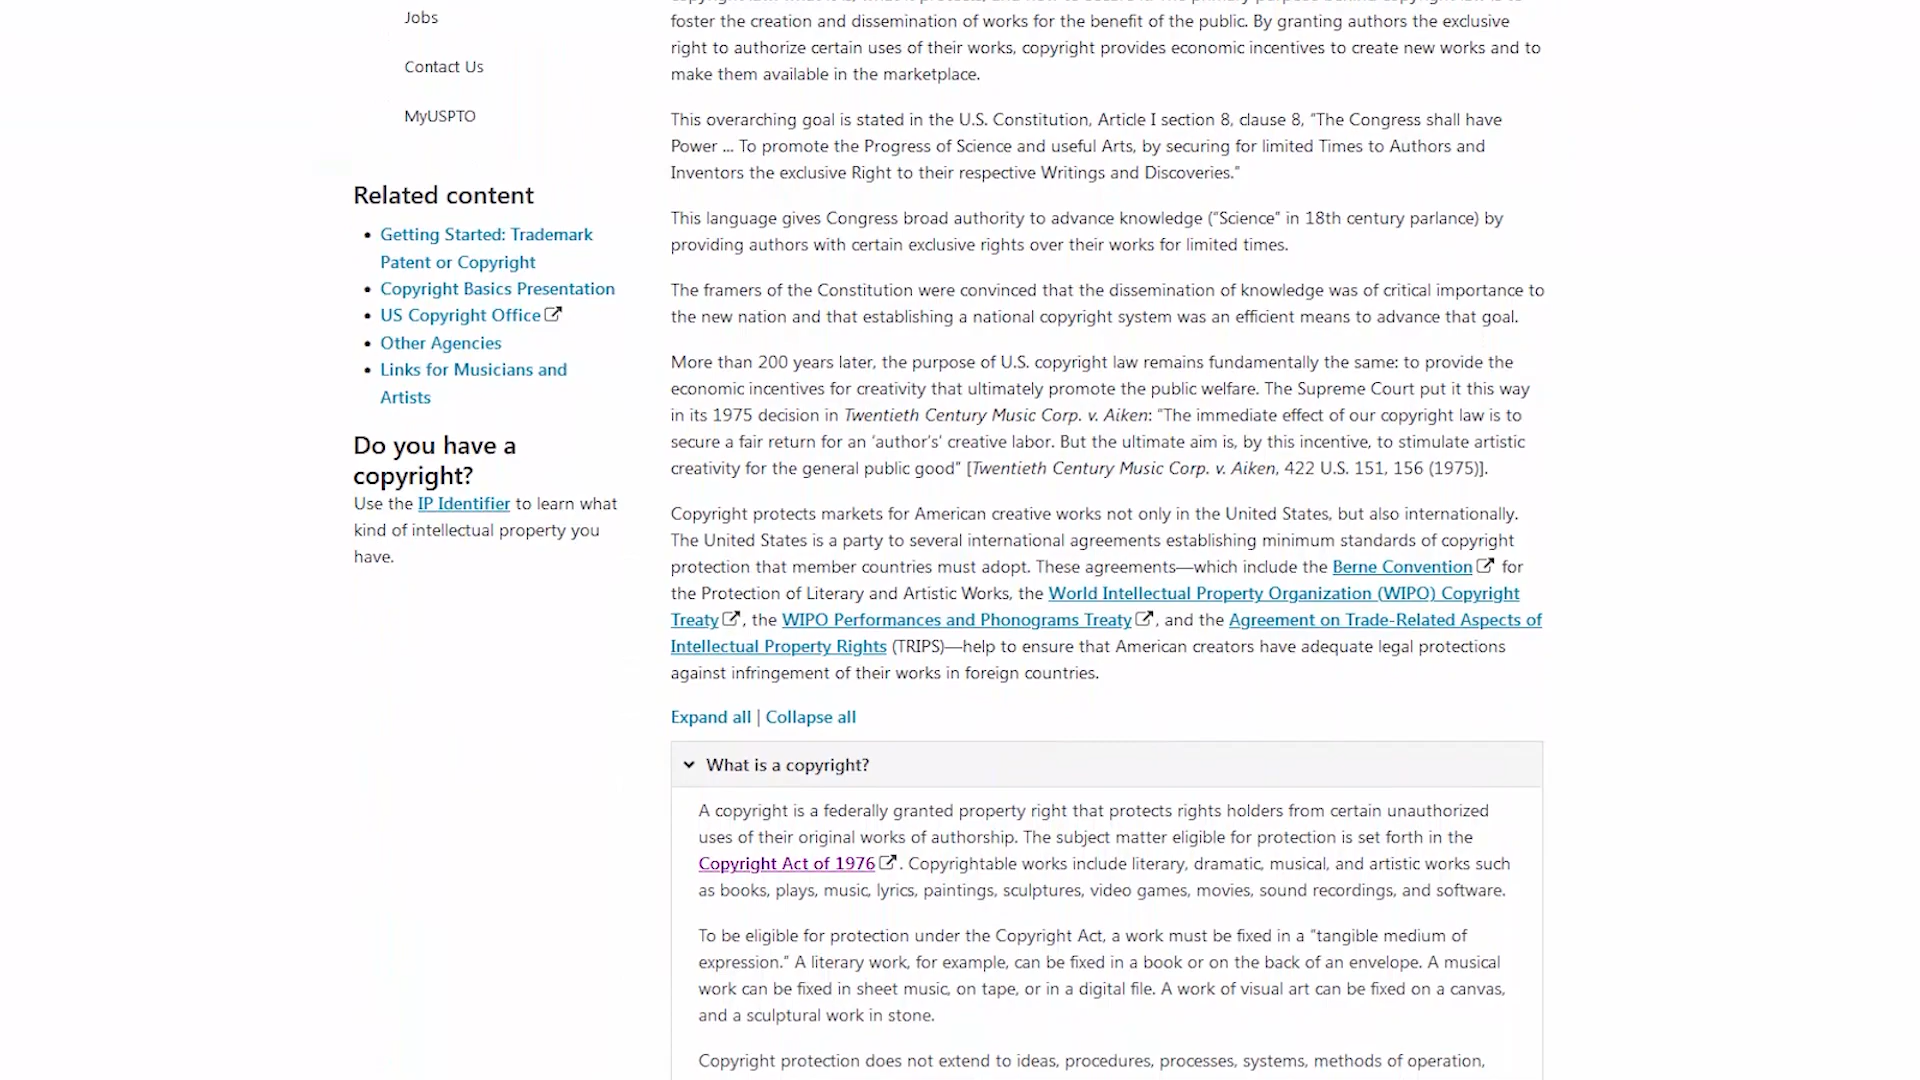 Jobs
Contact Us
MyUSPTO
Related content
Getting Started: Trademark
Patent or Copyright
Copyright Basics Presentation
US Copyright Office
Other Agencies
Links for Musicians and
Artists
Do you have a
copyright?
Use the IP Identifier to learn what
kind of intellectual property you
have.
foster the creation and dissemination of works for the benefit of the public. By granting authors the exclusive
right to authorize certain uses of their works, copyright provides economic incentives to create new works and to
make them available in the marketplace.
This overarching goal is stated in the U.S. Constitution, Article I section 8, clause 8, "The Congress shall have
Power ... To promote the Progress of Science and useful Arts, by securing for limited Times to Authors and
Inventors the exclusive Right to their respective Writings and Discoveries."
This language gives Congress broad authority to advance knowledge ("Science" in 18th century parlance) by
providing authors with certain exclusive rights over their works for limited times.
The framers of the Constitution were convinced that the dissemination of knowledge was of critical importance to
the new nation and that establishing a national copyright system was an efficient means to advance that goal.
More than 200 years later, the purpose of U.S. copyright law remains fundamentally the same: to provide the
economic incentives for creativity that ultimately promote the public welfare. The Supreme Court put it this way
in its 1975 decision in Twentieth Century Music Corp. v. Aiken: "The immediate effect of our copyright law is to
secure a fair return for an 'author's' creative labor. But the ultimate aim is, by this incentive, to stimulate artistic
creativity for the general public good" [Twentieth Century Music Corp. v. Aiken, 422 U.S. 151, 156 (1975)].
Copyright protects markets for American creative works not only in the United States, but also internationally.
The United States is a party to several international agreements establishing minimum standards of copyright
protection that member countries must adopt. These agreements—which include the Berne Convention for
the Protection of Literary and Artistic Works, the World Intellectual Property Organization (WIPO) Copyright
Treaty, the WIPO Performances and Phonograms Treaty, and the Agreement on Trade-Related Aspects of
Intellectual Property Rights (TRIPS)—help to ensure that American creators have adequate legal protections
against infringement of their works in foreign countries.
Expand all | Collapse all
What is a copyright?
A copyright is a federally granted property right that protects rights holders from certain unauthorized
uses of their original works of authorship. The subject matter eligible for protection is set forth in the
Copyright Act of 1976. Copyrightable works include literary, dramatic, musical, and artistic works such
as books, plays, music, lyrics, paintings, sculptures, video games, movies, sound recordings, and software.
To be eligible for protection under the Copyright Act, a work must be fixed in a "tangible medium of
expression." A literary work, for example, can be fixed in a book or on the back of an envelope. A musical
work can be fixed in sheet music, on tape, or in a digital file. A work of visual art can be fixed on a canvas,
and a sculptural work in stone.
Copyright protection does not extend to ideas, procedures, processes, systems, methods of operation,